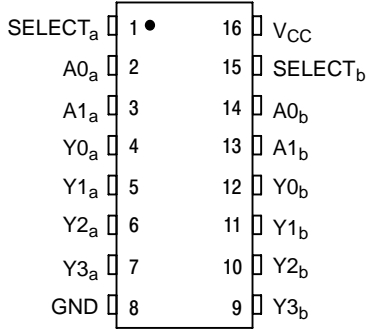 SELECTa 1 16 VCC
A0a 2 15 SELECTb
A1a 3 14 A0b
Y0a 4 13 A1b
Y1a 5 12 Y0b
Y2a 6 11 Y1b
Y3a 7 10 Y2b
GND 8 9 Y3b